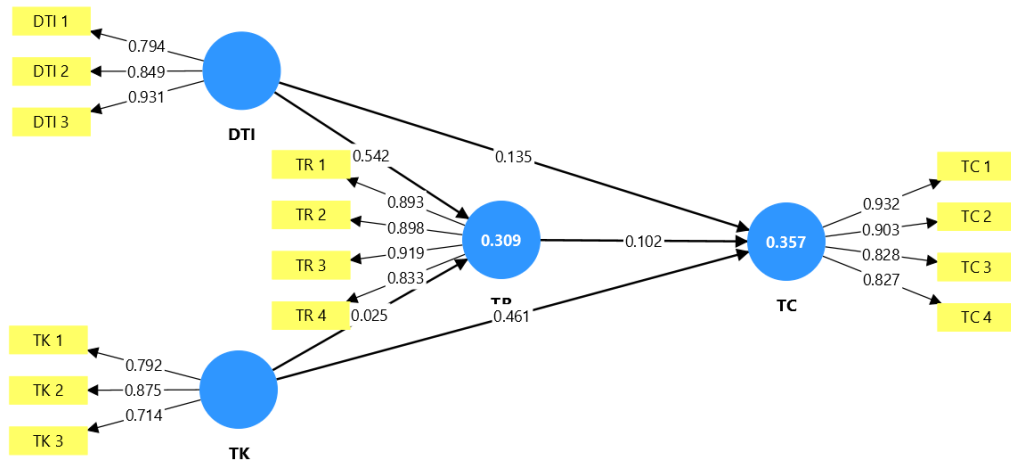 DTI 1
DTI 2
DTI 3
0.794
0.849
0.931
DTI
0.542
0.135
TR 1
TR 2
TR 3
TR 4
0.893
0.898
0.919
0.833
0.309
0.102
0.025
0.461
0.357
TC
TC 1
TC 2
TC 3
TC 4
0.932
0.903
0.828
0.827
TK 1
TK 2
TK 3
0.792
0.875
0.714
TK